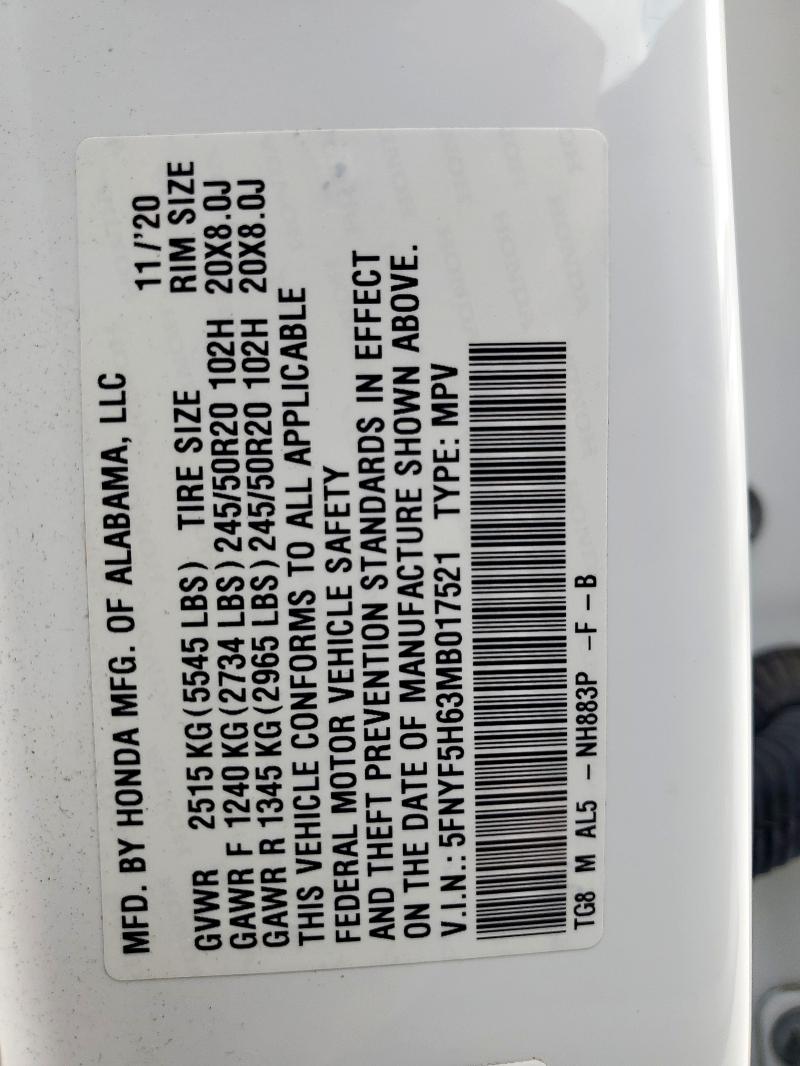 MFD. BY HONDA MFG. OF ALABAMA, LLC 11/'20
GVWR 2515 KG (5545 LBS) TIRE SIZE RIM SIZE
GAWR F 1240 KG (2734 LBS) 245/50R20 102H 20X8.0J
GAWR R 1345 KG (2965 LBS) 245/50R20 102H 20X8.0J
THIS VEHICLE CONFORMS TO ALL APPLICABLE
FEDERAL MOTOR VEHICLE SAFETY
AND THEFT PREVENTION STANDARDS IN EFFECT
ON THE DATE OF MANUFACTURE SHOWN ABOVE.
V.I.N.: 5FNYF5H63MB017521 TYPE: MPV
TG8 M AL5 - NH883P -F - B